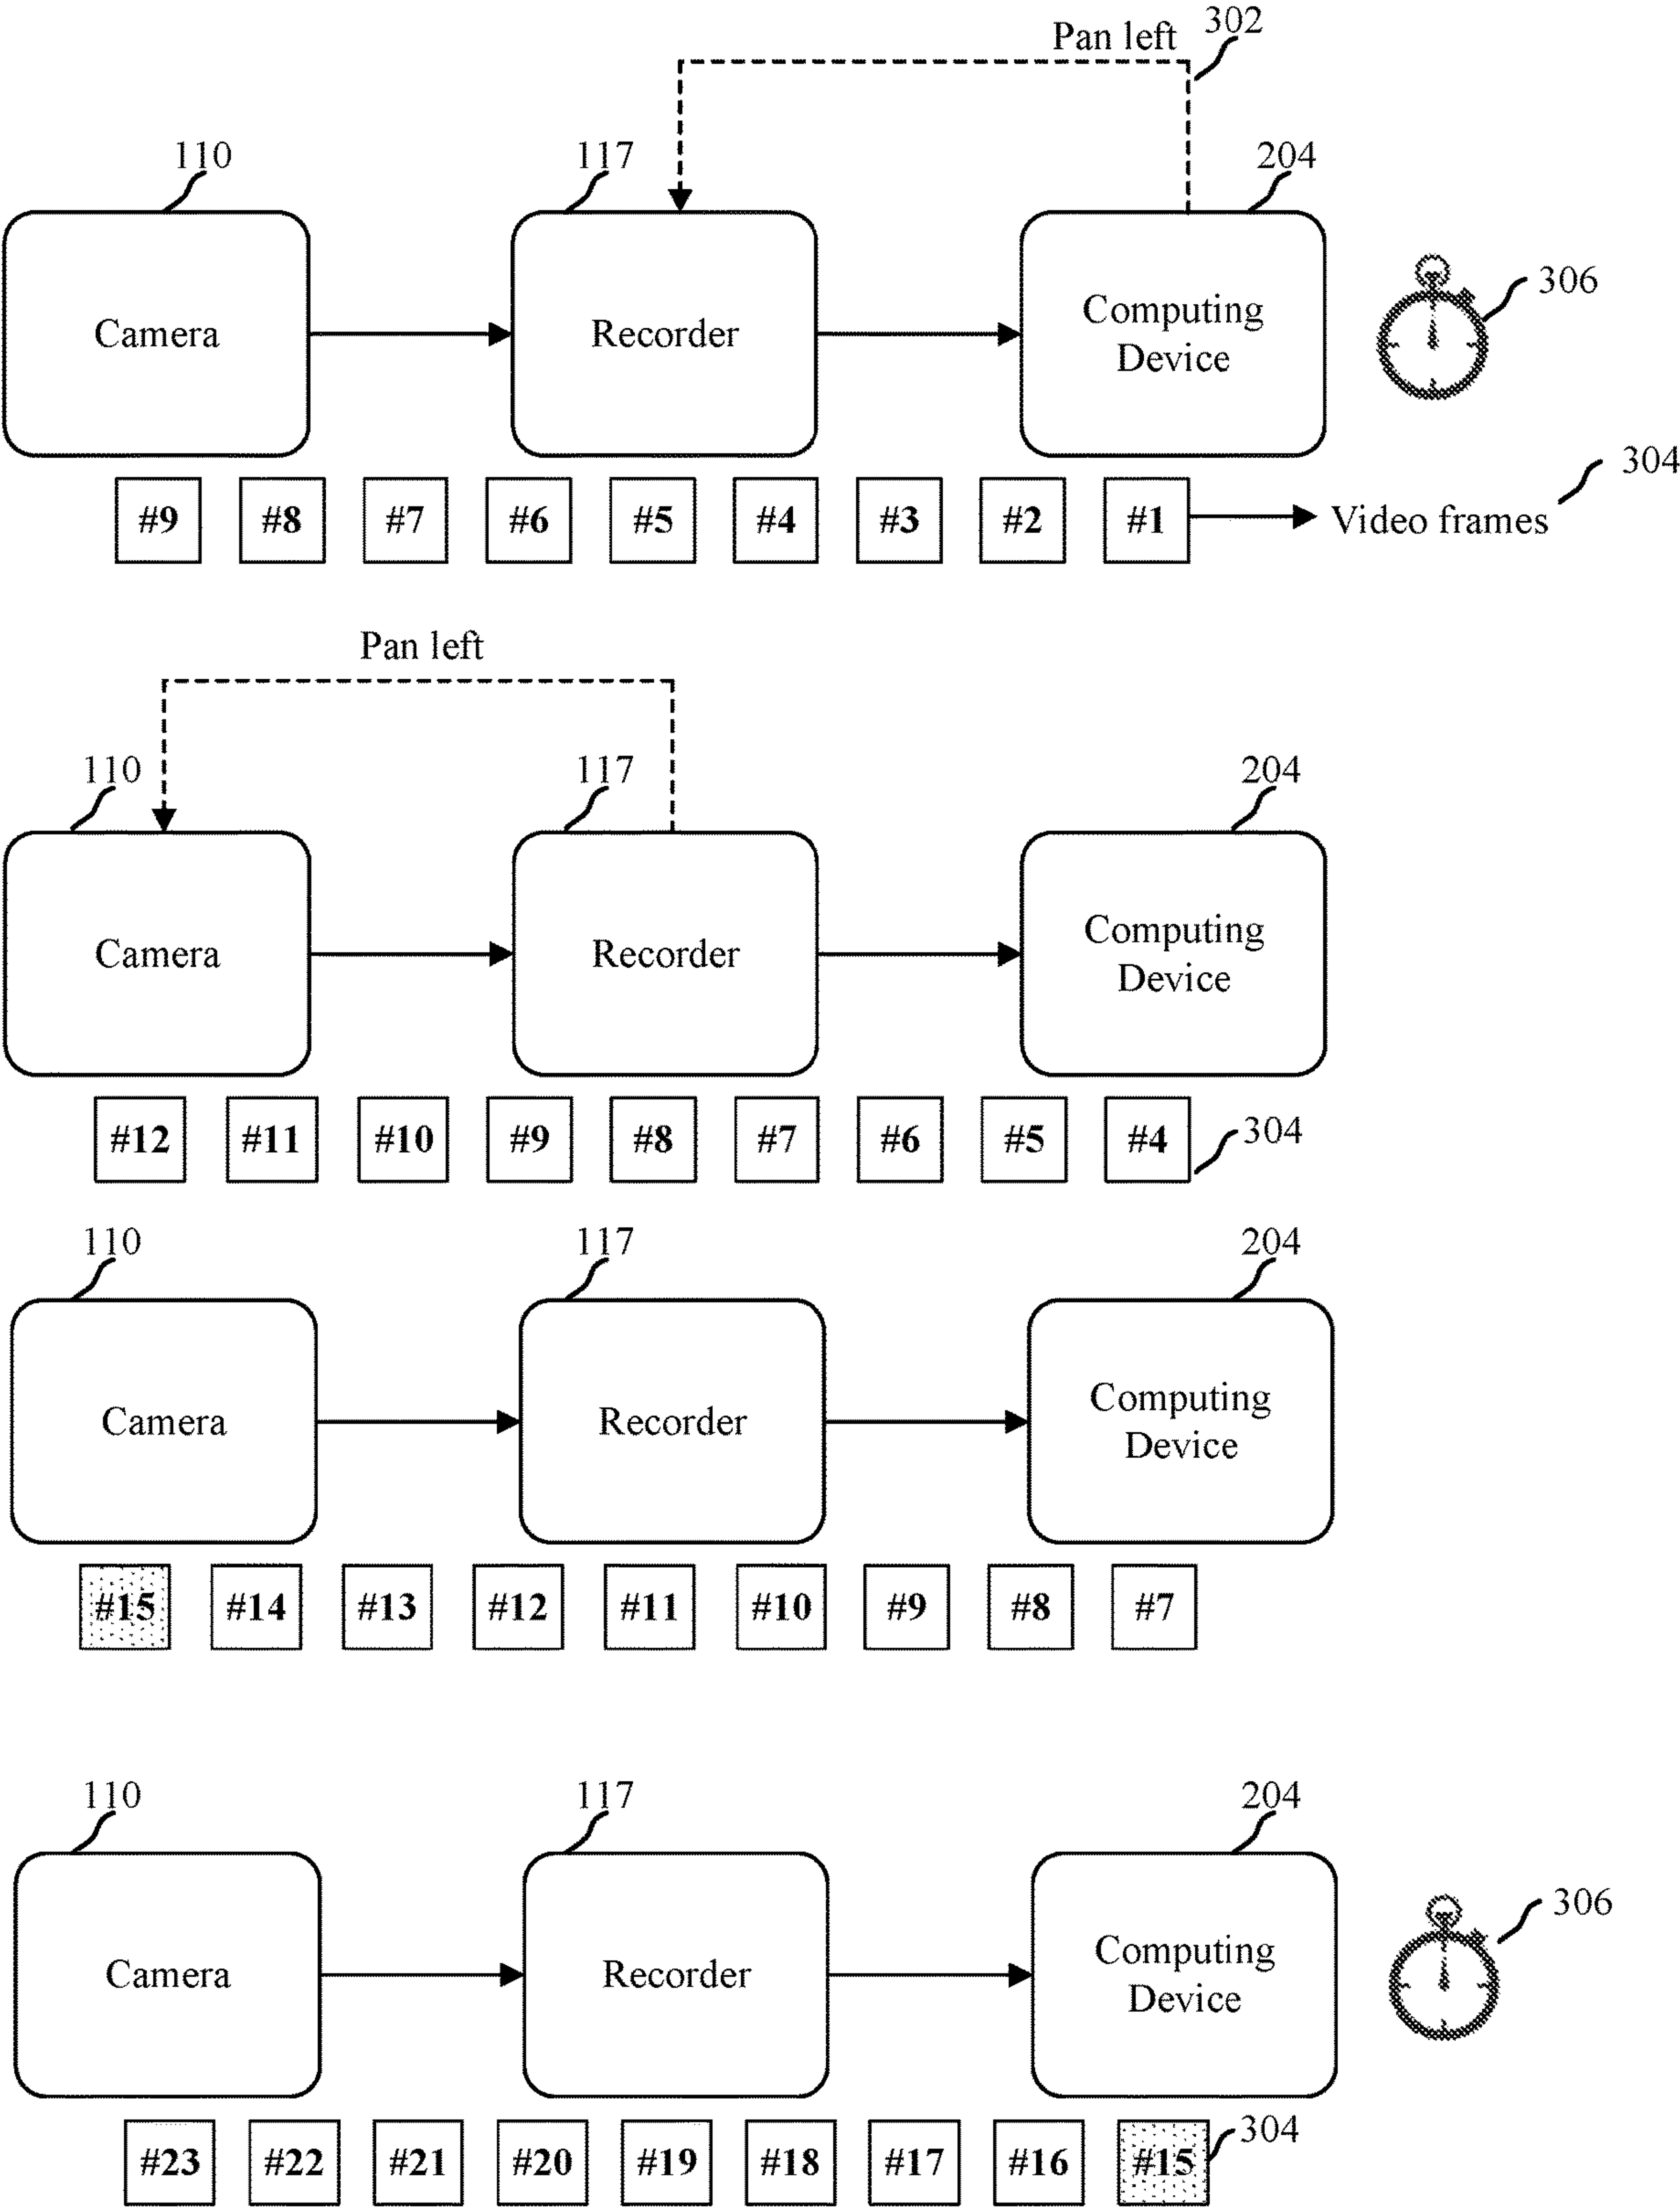 302
Pan left
110
117
204
Camera
Recorder
Computing
Device
306
304
#9 #8 #7 #6 #5 #4 #3 #2 #1 Video frames
Pan left
110
117
204
Camera
Recorder
Computing
Device
#12 #11 #10 #9 #8 #7 #6 #5 #4 304
110
117
204
Camera
Recorder
Computing
Device
#15 #14 #13 #12 #11 #10 #9 #8 #7
110
117
204
Camera
Recorder
Computing
Device
306
#23 #22 #21 #20 #19 #18 #17 #16 #15 304